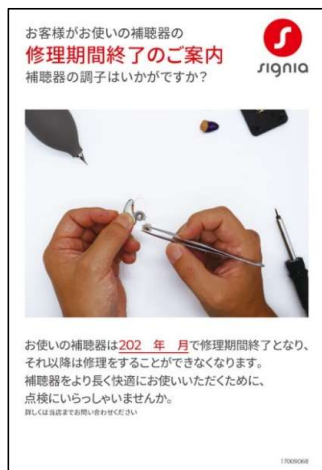 お客様がお使いの補聴器の
修理期間終了のご案内
補聴器の調子はいかがですか？
signia
お使いの補聴器は202　年　月で修理期間終了となり、
それ以降は修理をすることができなくなります。
補聴器をより長く快適にお使いいただくために、
点検にいらっしゃいませんか。
詳しくは当店までお問い合わせください
17009068